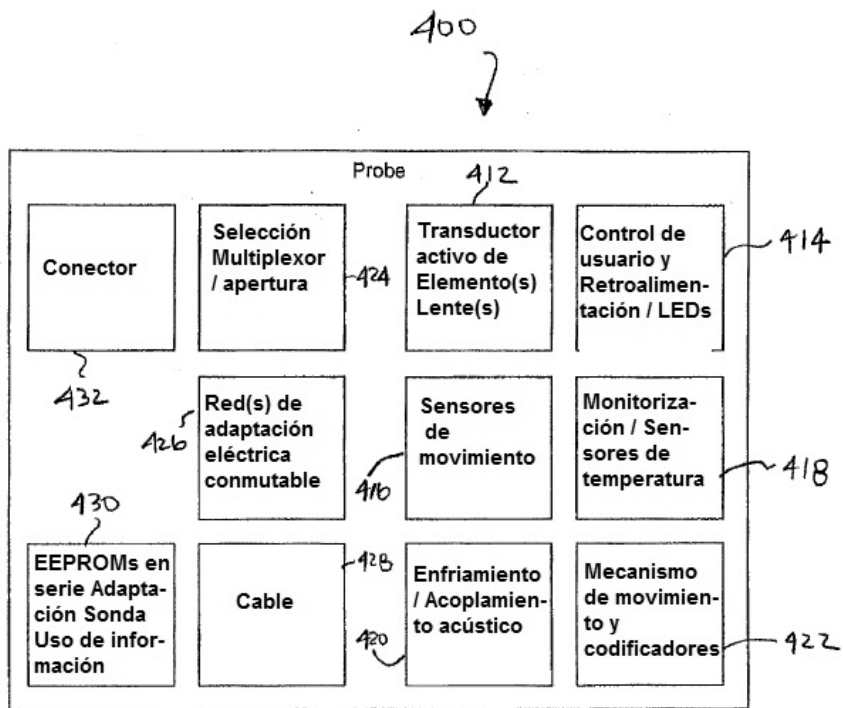 400
Probe
412
Conector
Selección
Multiplexor
/ apertura
Transductor
activo de
Elemento(s)
Lente(s)
Control de
usuario y
Retroalimen-
tación / LEDs
424
414
432
426
Red(s) de
adaptación
eléctrica
conmutable
Sensores
de
movimiento
Monitoriza-
ción / Sen-
sores de
temperatura
416
418
430
EEPROMs en
serie Adapta-
ción Sonda
Uso de infor-
mación
Cable
428
Enfriamiento
/ Acoplamien-
to acústico
420
Mecanismo
de movimien-
to y
codificadores
422